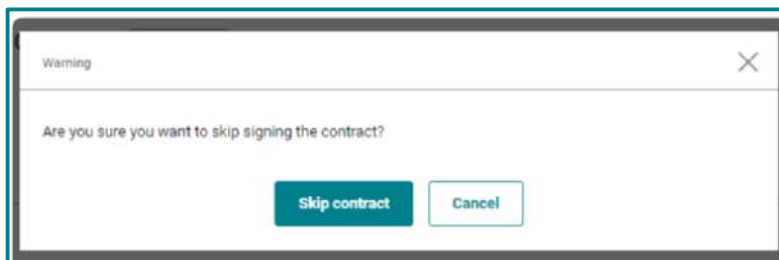 Warning
Are you sure you want to skip signing the contract?
Skip contract Cancel